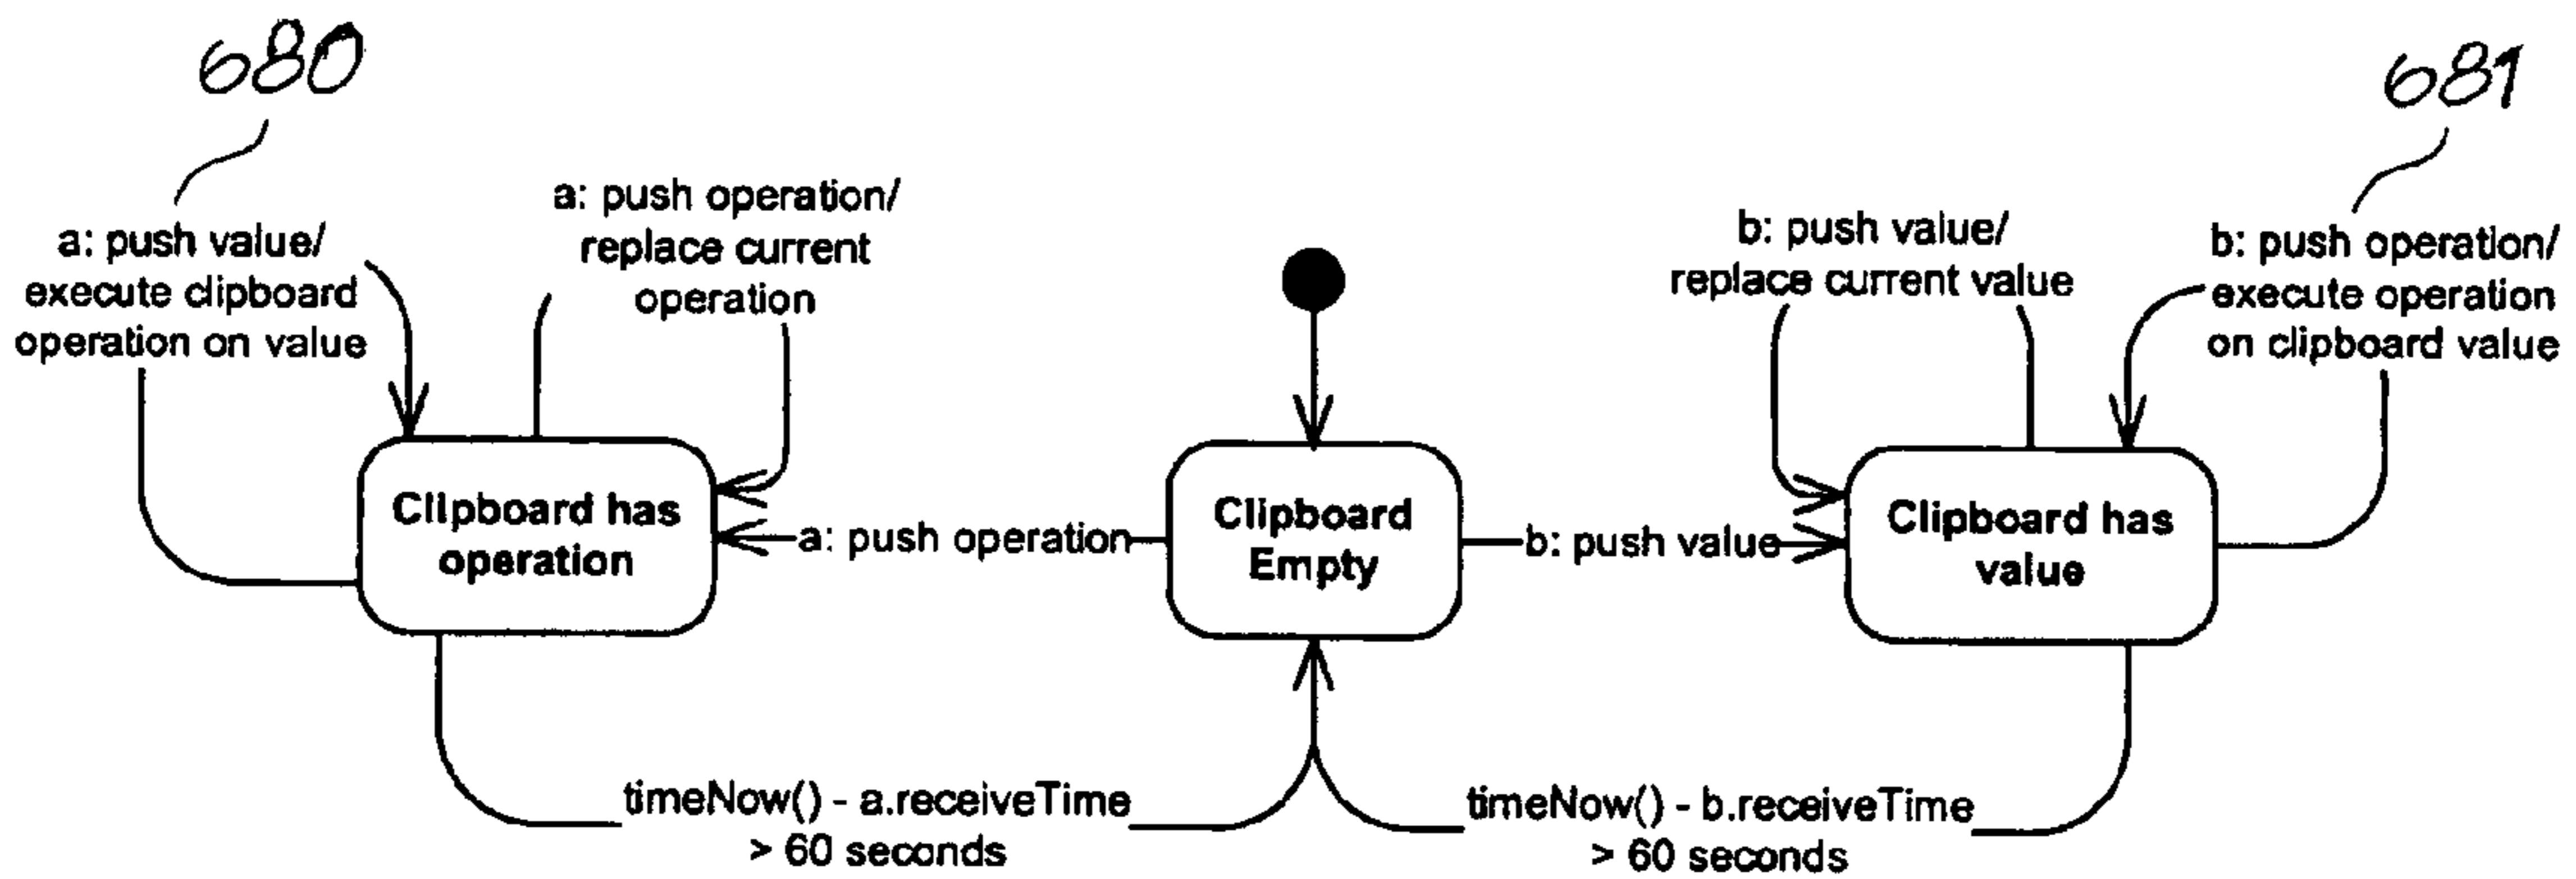 680
681
a: push value/
execute clipboard
operation on value
a: push operation/
replace current
operation
b: push value/
replace current value
b: push operation/
execute operation
on clipboard value
Clipboard has
operation
a: push operation
Clipboard
Empty
b: push value
Clipboard has
value
timeNow() - a.receiveTime
> 60 seconds
timeNow() - b.receiveTime
> 60 seconds